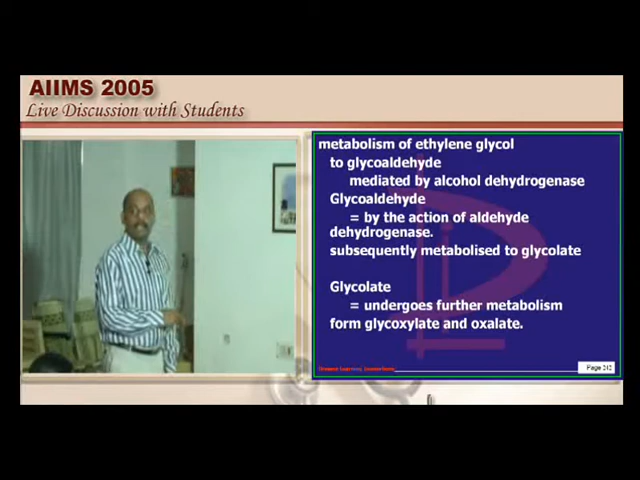 AIIMS 2005
Live Discussion with Students
metabolism of ethylene glycol
to glycoaldehyde
mediated by alcohol dehydrogenase
Glycoaldehyde
= by the action of aldehyde
dehydrogenase.
subsequently metabolised to glycolate
Glycolate
= undergoes further metabolism
form glycoxylate and oxalate.
Page 212